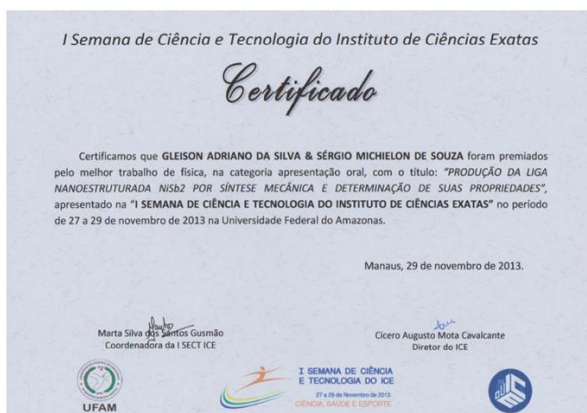 I Semana de Ciência e Tecnologia do Instituto de Ciências Exatas
Certificado
Certificamos que GLEISON ADRIANO DA SILVA & SÉRGIO MICHIELON DE SOUZA foram premiados
pelo melhor trabalho de física, na categoria apresentação oral, com o título: "PRODUÇÃO DA LIGA
NANOESTRUTURADA NiSb2 POR SÍNTESE MECÂNICA E DETERMINAÇÃO DE SUAS PROPRIEDADES",
apresentado na "I SEMANA DE CIÊNCIA E TECNOLOGIA DO INSTITUTO DE CIÊNCIAS EXATAS" no período
de 27 a 29 de novembro de 2013 na Universidade Federal do Amazonas.
Manaus, 29 de novembro de 2013.
Marta Silva dos Santos Gusmão
Coordenadora da I SECT ICE
Cícero Augusto Mota Cavalcante
Diretor do ICE
UFAM
I SEMANA DE CIÊNCIA
E TECNOLOGIA DO ICE
27 a 29 de Novembro de 2013
CIÊNCIA, SAÚDE E ESPORTE